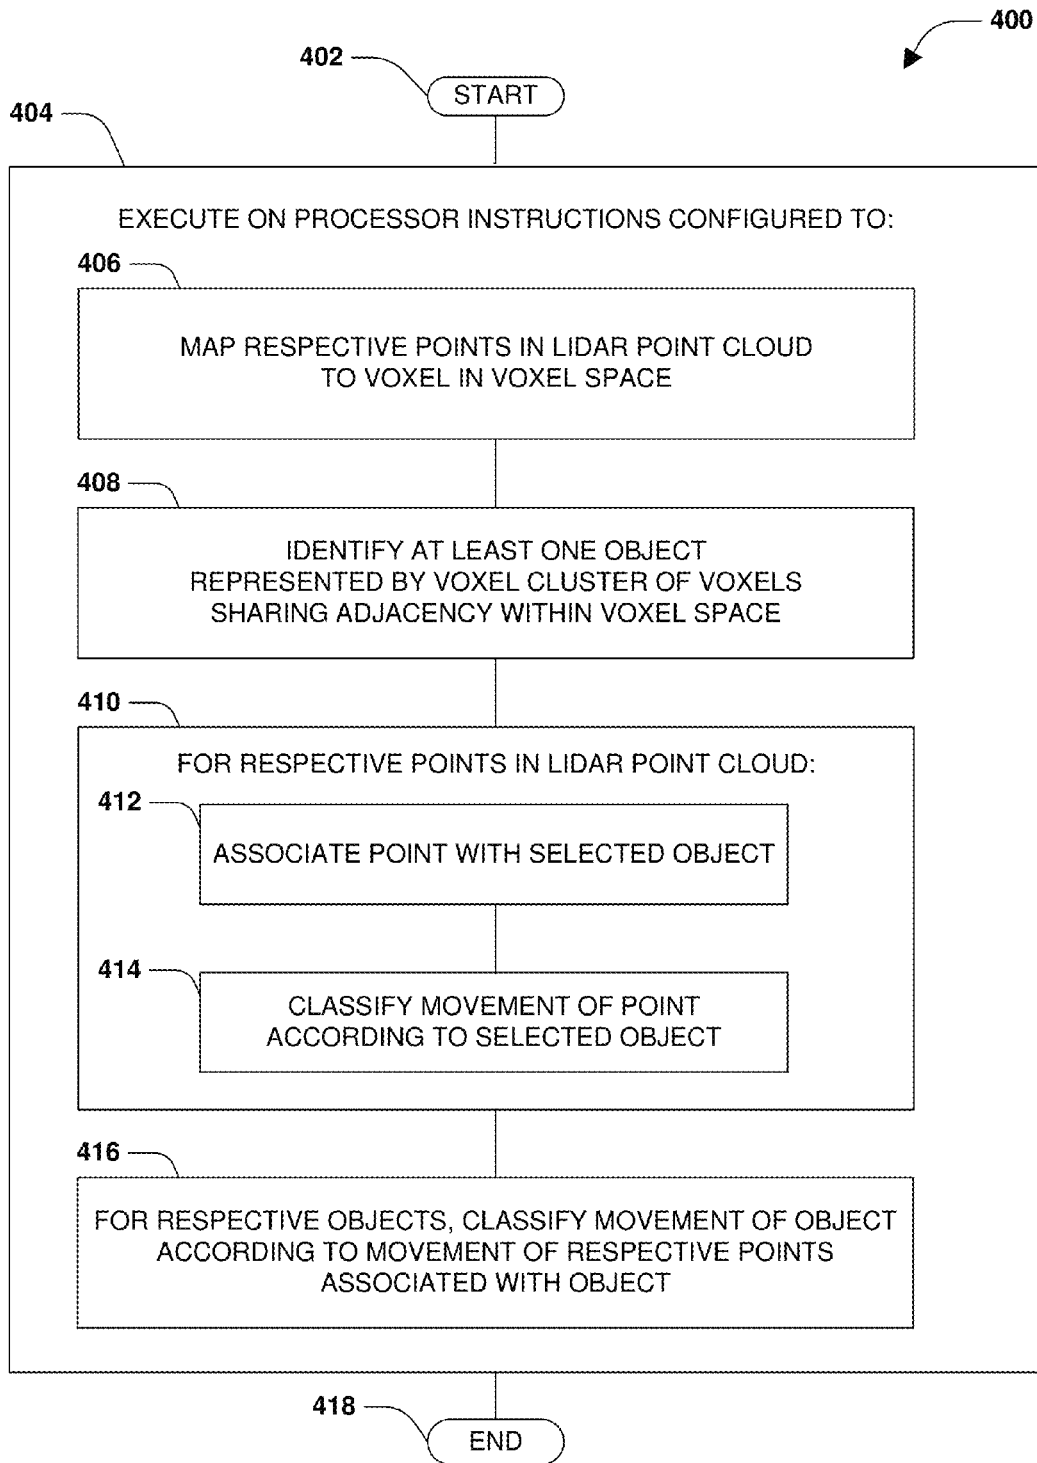 400
402
START
404
EXECUTE ON PROCESSOR INSTRUCTIONS CONFIGURED TO:
406
MAP RESPECTIVE POINTS IN LIDAR POINT CLOUD
TO VOXEL IN VOXEL SPACE
408
IDENTIFY AT LEAST ONE OBJECT
REPRESENTED BY VOXEL CLUSTER OF VOXELS
SHARING ADJACENCY WITHIN VOXEL SPACE
410
FOR RESPECTIVE POINTS IN LIDAR POINT CLOUD:
412
ASSOCIATE POINT WITH SELECTED OBJECT
414
CLASSIFY MOVEMENT OF POINT
ACCORDING TO SELECTED OBJECT
416
FOR RESPECTIVE OBJECTS, CLASSIFY MOVEMENT OF OBJECT
ACCORDING TO MOVEMENT OF RESPECTIVE POINTS
ASSOCIATED WITH OBJECT
418
END